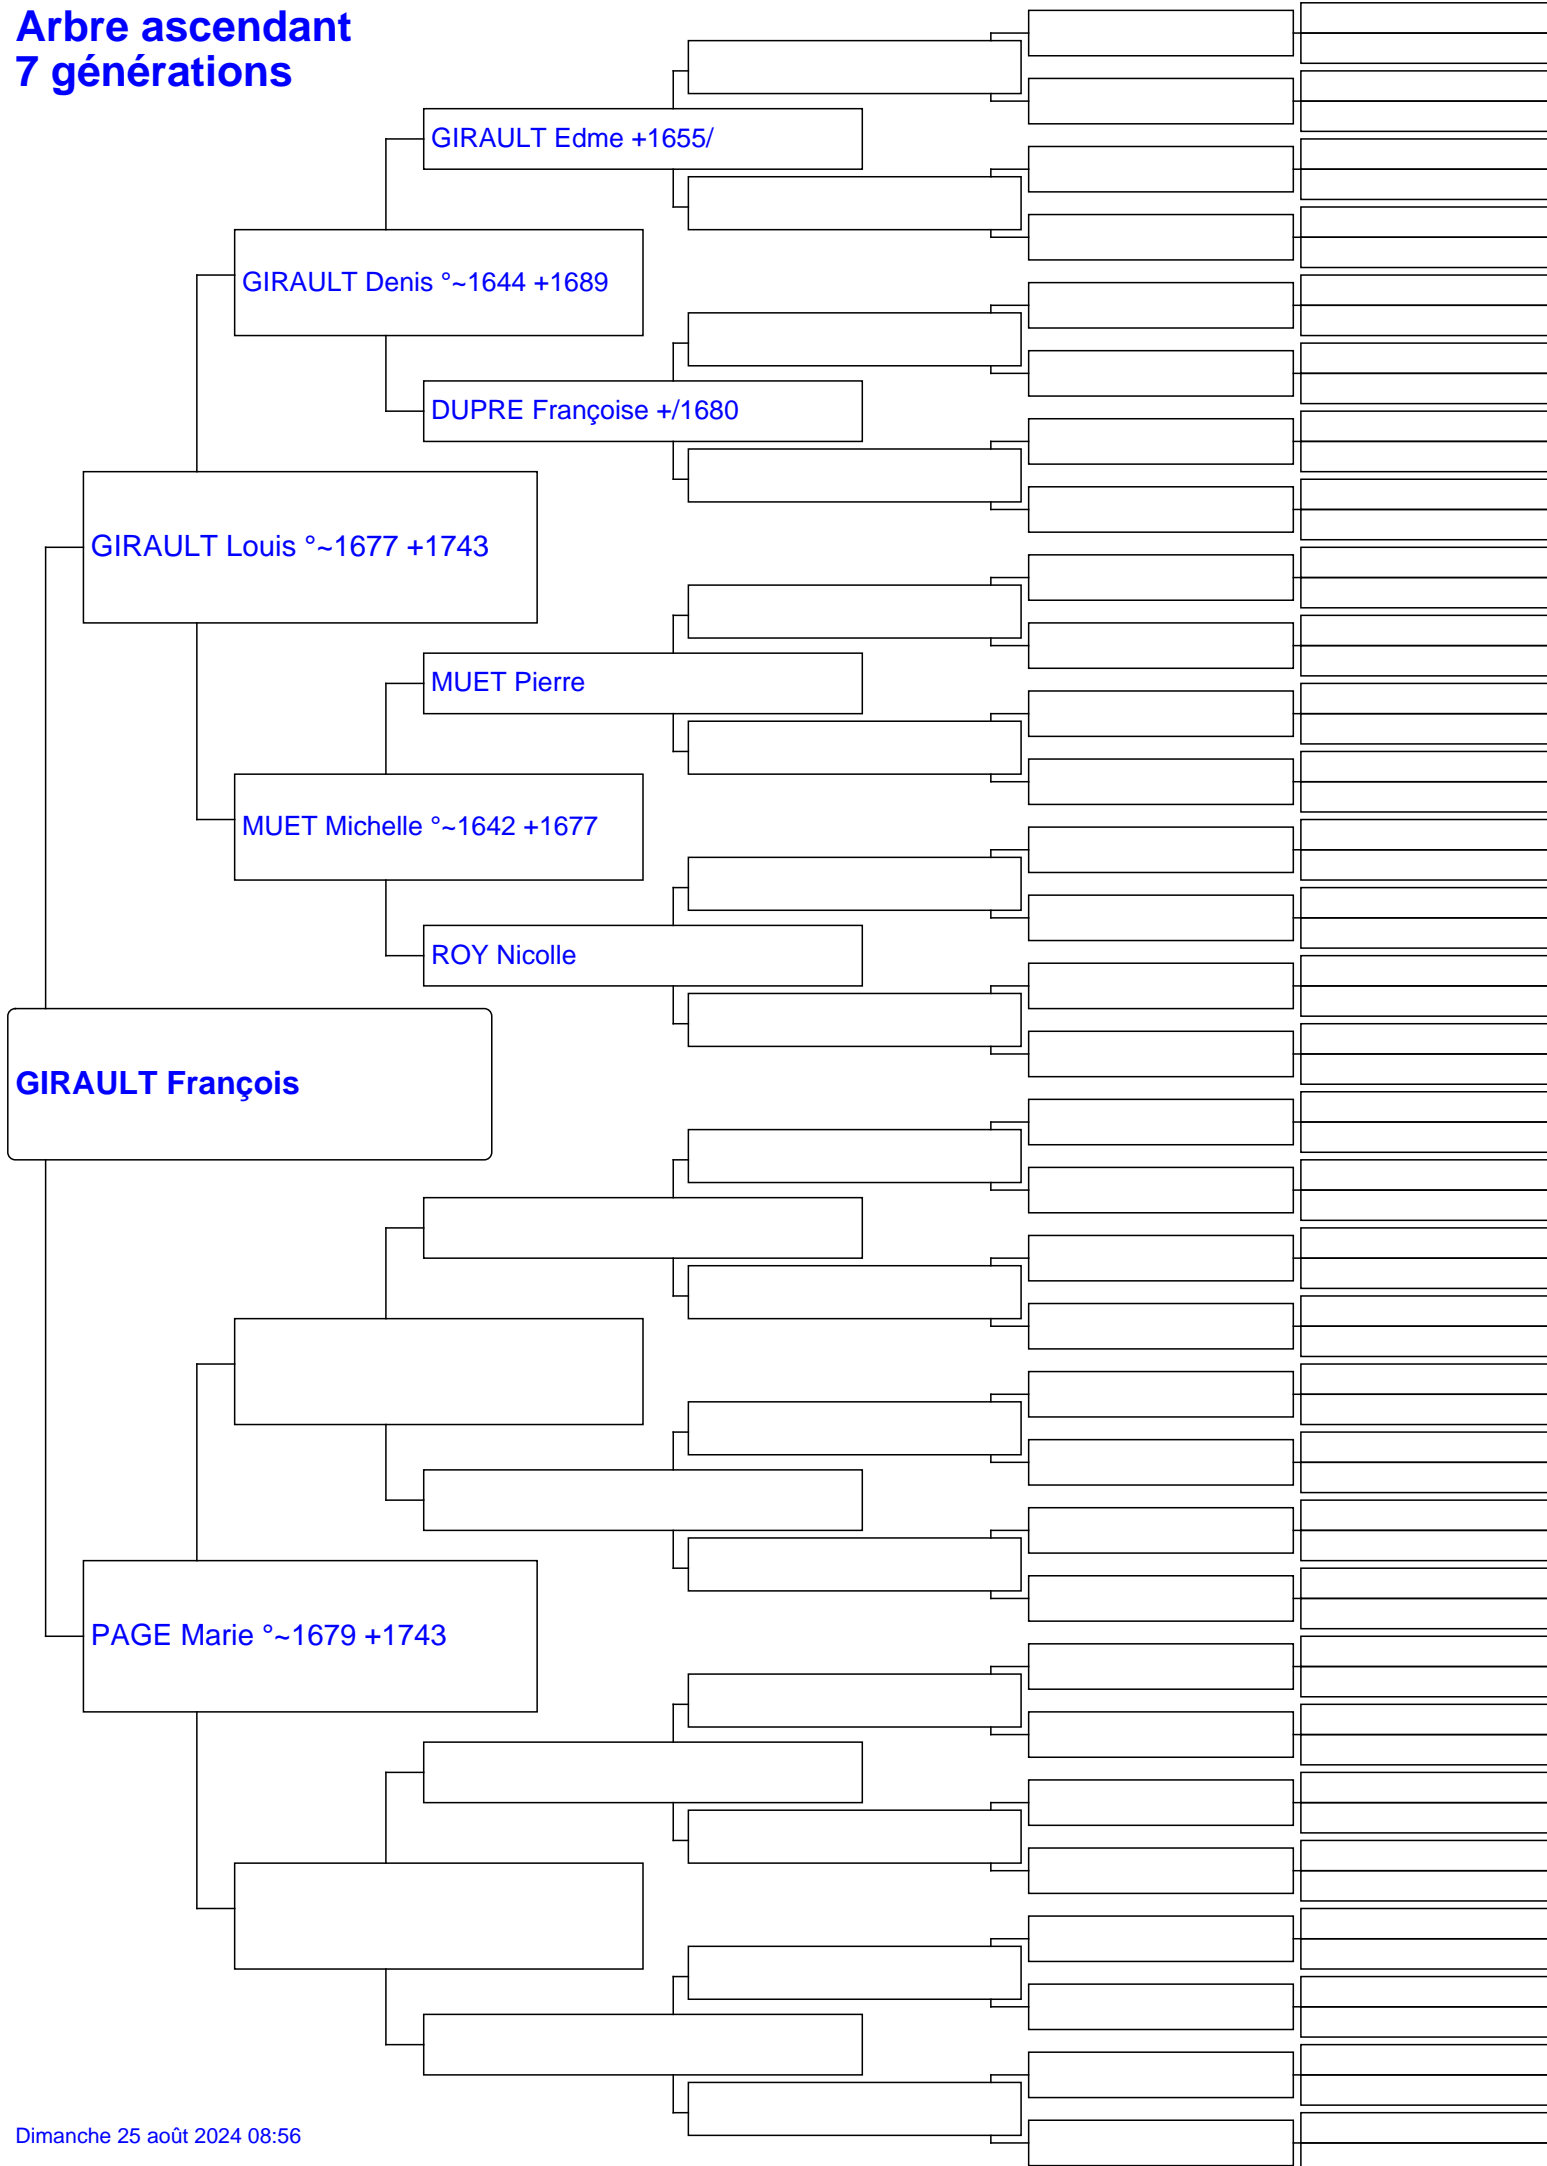 Arbre ascendant
7 générations
GIRAULT Edme +1655/
GIRAULT Denis °~1644 +1689
DUPRE Françoise +/1680
GIRAULT Louis °~1677 +1743
MUET Pierre
MUET Michelle °~1642 +1677
ROY Nicolle
GIRAULT François
PAGE Marie °~1679 +1743
Dimanche 25 août 2024 08:56